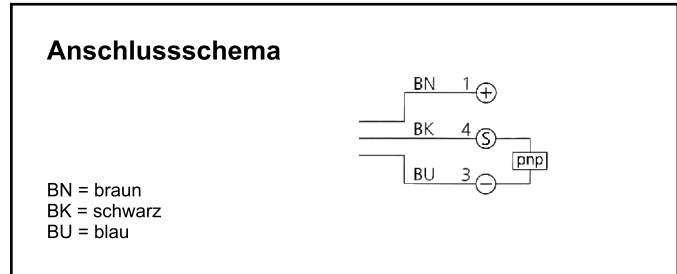 Anschlussschema
BN 1 +
BK 4 S
pnp
BU 3 −
BN = braun
BK = schwarz
BU = blau